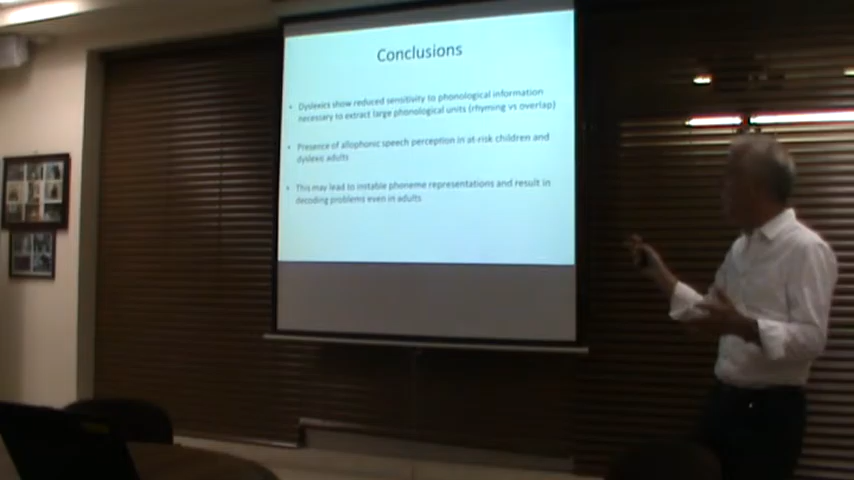 Conclusions
• Dyslexics show reduced sensitivity to phonological information
necessary to extract large phonological units (rhyming vs overlap)
• Presence of allophonic speech perception in at-risk children and
dyslexic adults
• This may lead to instable phoneme representations and result in
decoding problems even in adults